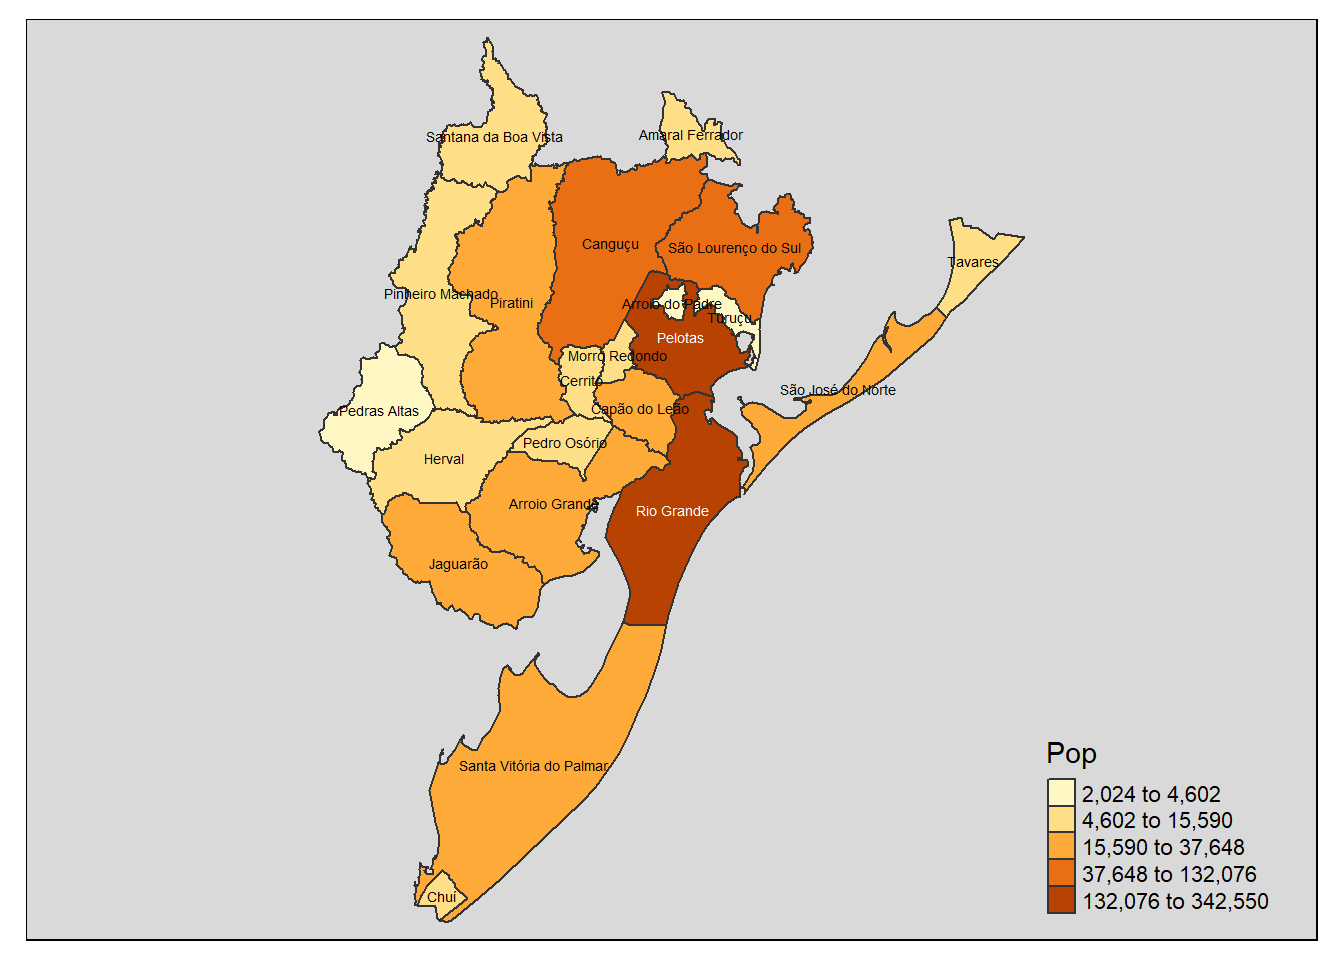 Santana da Boa Vista
Amaral Ferrador
Canguçu
São Lourenço do Sul
Tavares
Pinheiro Machado
Piratini
Arroio do Padre
Turuçu
Pelotas
Morro Redondo
Cerrito
São José do Norte
Pedras Altas
Capão do Leão
Pedro Osório
Herval
Arroio Grande
Rio Grande
Jaguarão
Santa Vitória do Palmar
Chuí
Pop
2,024 to 4,602
4,602 to 15,590
15,590 to 37,648
37,648 to 132,076
132,076 to 342,550